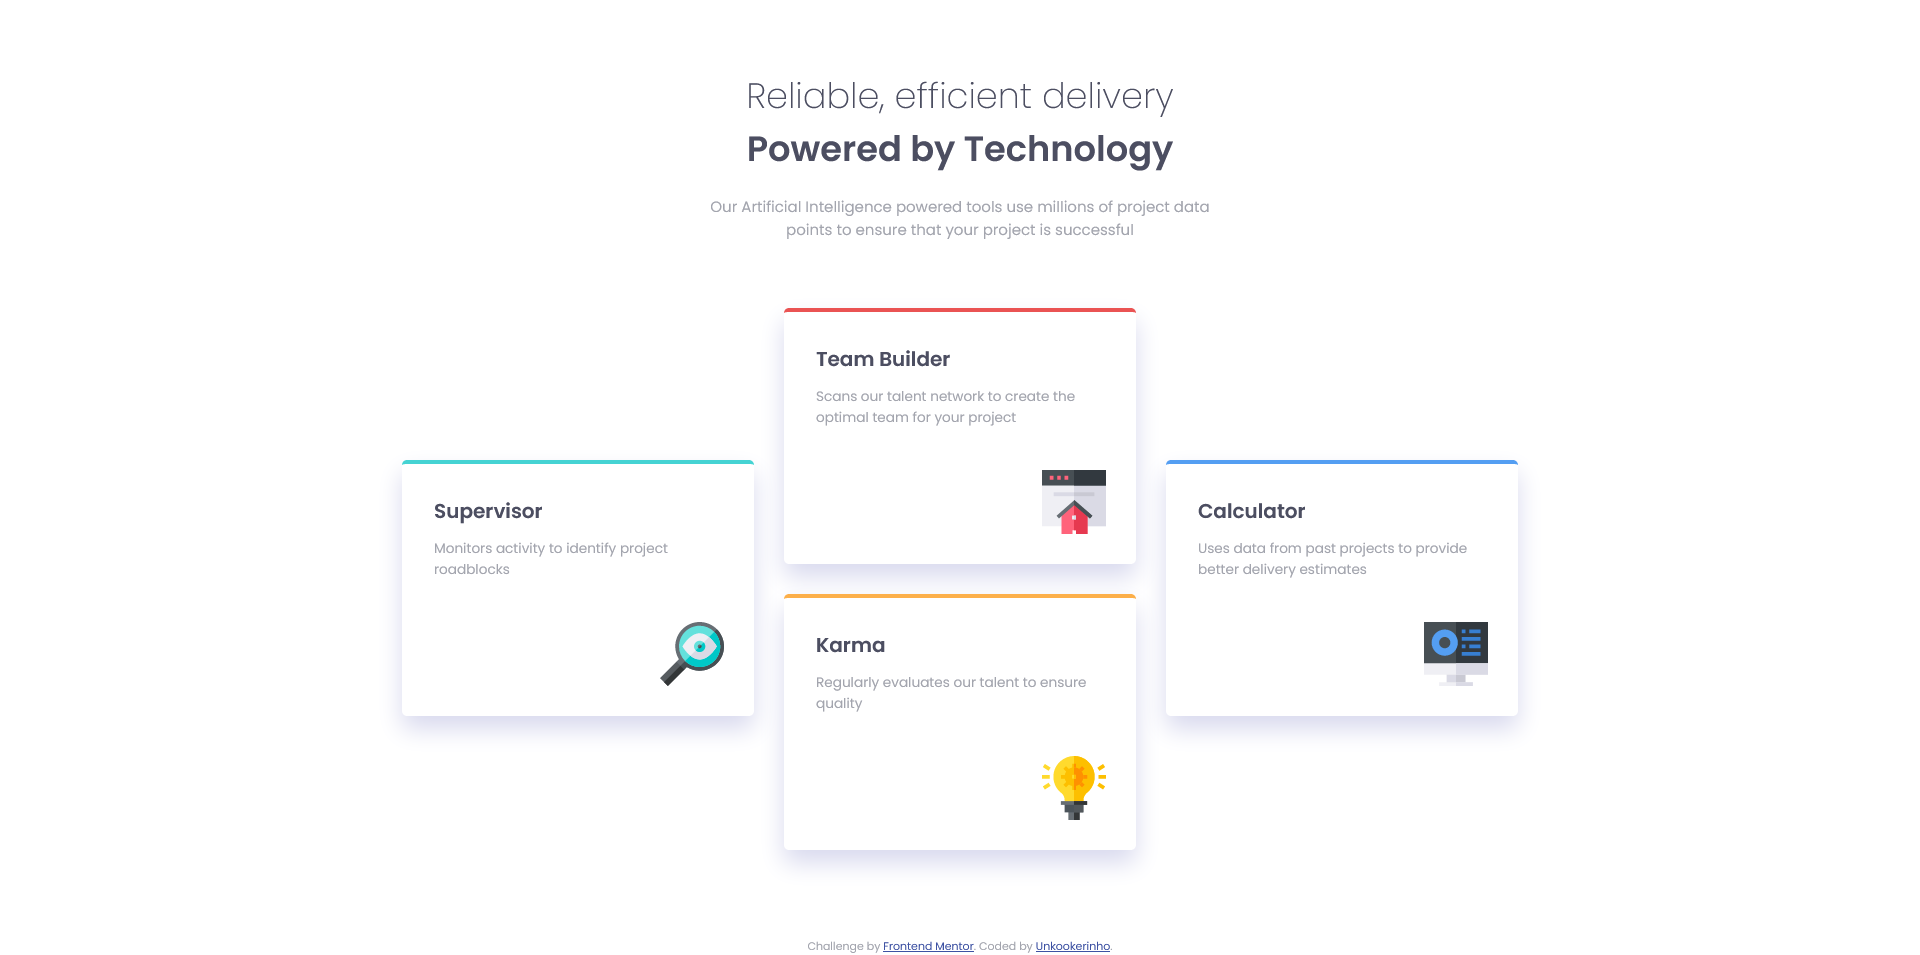 Reliable, efficient delivery
Powered by Technology
Our Artificial Intelligence powered tools use millions of project data
points to ensure that your project is successful
Team Builder
Scans our talent network to create the
optimal team for your project
Supervisor
Monitors activity to identify project
roadblocks
Calculator
Uses data from past projects to provide
better delivery estimates
Karma
Regularly evaluates our talent to ensure
quality
Challenge by Frontend Mentor. Coded by Unkookerinho.